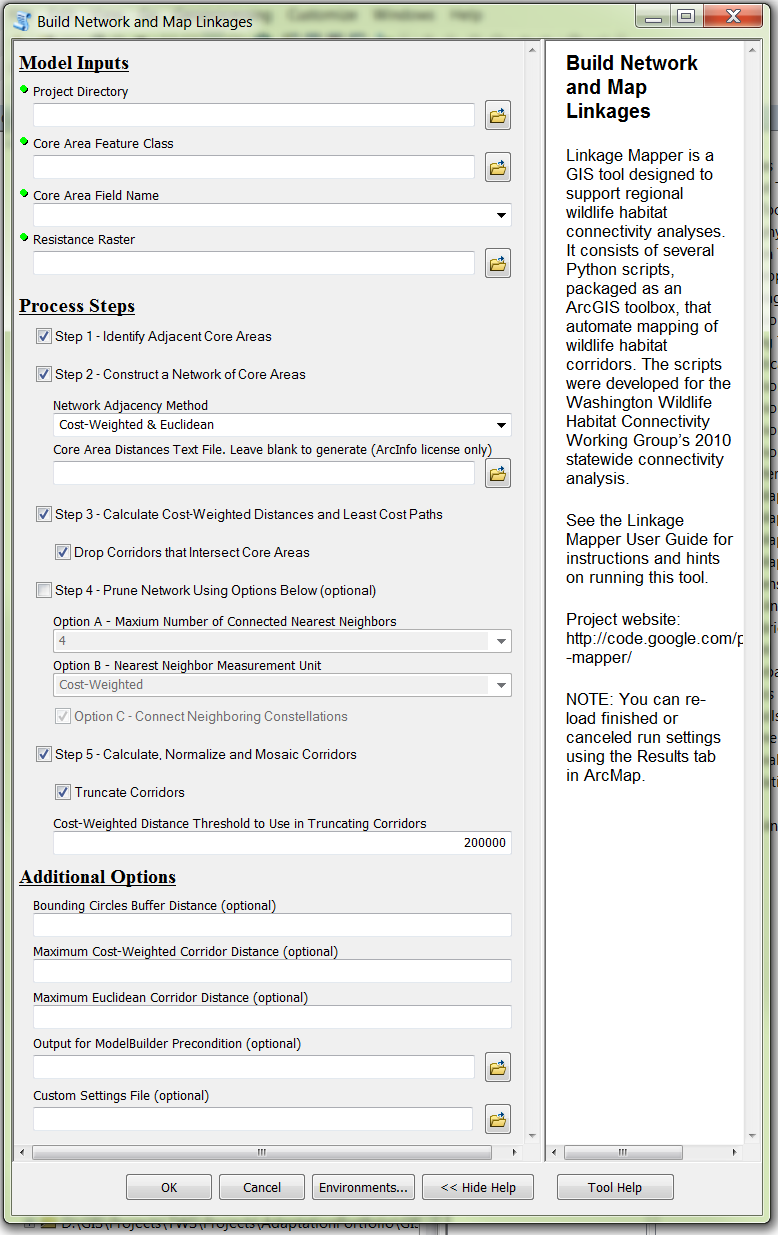 Customize Windows Help
Build Network and Map Linkages
Model Inputs
Project Directory
Core Area Feature Class
Core Area Field Name
Resistance Raster
Process Steps
Step 1 - Identify Adjacent Core Areas
Step 2 - Construct a Network of Core Areas
Network Adjacency Method
Cost-Weighted & Euclidean
Core Area Distances Text File. Leave blank to generate (ArcInfo license only)
Step 3 - Calculate Cost-Weighted Distances and Least Cost Paths
Drop Corridors that Intersect Core Areas
Step 4 - Prune Network Using Options Below (optional)
Option A - Maxium Number of Connected Nearest Neighbors
4
Option B - Nearest Neighbor Measurement Unit
Cost-Weighted
Option C - Connect Neighboring Constellations
Step 5 - Calculate, Normalize and Mosaic Corridors
Truncate Corridors
Cost-Weighted Distance Threshold to Use in Truncating Corridors
200000
Additional Options
Bounding Circles Buffer Distance (optional)
Maximum Cost-Weighted Corridor Distance (optional)
Maximum Euclidean Corridor Distance (optional)
Output for ModelBuilder Precondition (optional)
Custom Settings File (optional)
Build Network
and Map
Linkages
Linkage Mapper is a
GIS tool designed to
support regional
wildlife habitat
connectivity analyses.
It consists of several
Python scripts,
packaged as an
ArcGIS toolbox, that
automate mapping of
wildlife habitat
corridors. The scripts
were developed for the
Washington Wildlife
Habitat Connectivity
Working Group's 2010
statewide connectivity
analysis.
See the Linkage
Mapper User Guide for
instructions and hints
on running this tool.
Project website:
http://code.google.com/p
-mapper/
NOTE: You can re-
load finished or
canceled run settings
using the Results tab
in ArcMap.
OK
Cancel
Environments...
<< Hide Help
Tool Help